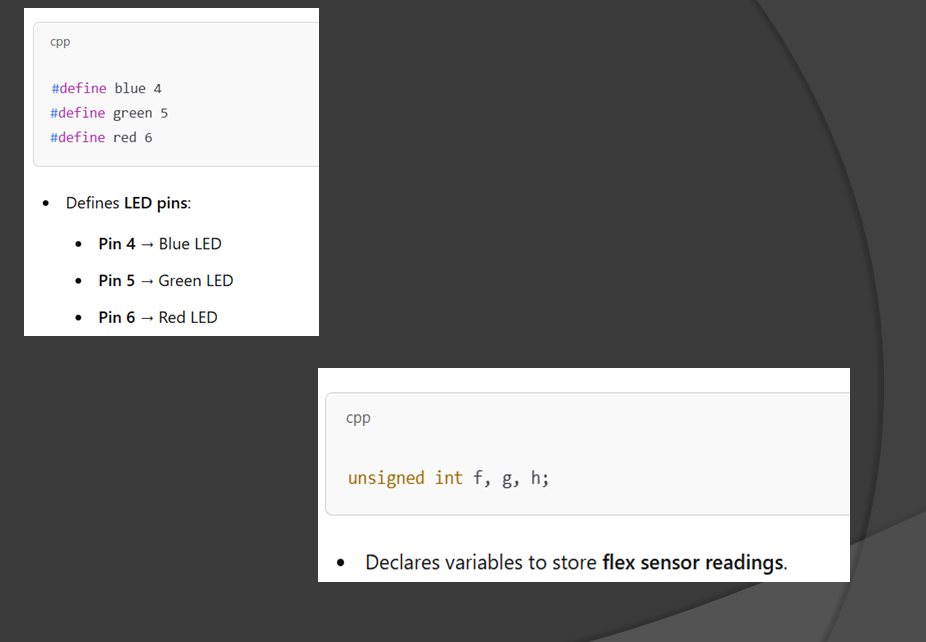 cpp
#define blue 4
#define green 5
#define red 6
• Defines LED pins:
• Pin 4 → Blue LED
• Pin 5 → Green LED
• Pin 6 → Red LED
cpp
unsigned int f, g, h;
• Declares variables to store flex sensor readings.